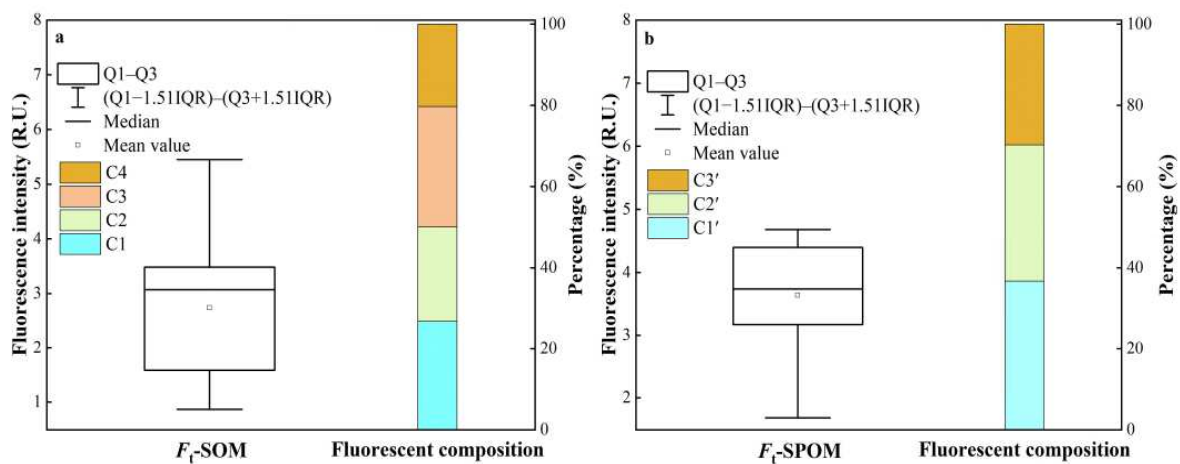 a
Q1–Q3
(Q1−1.51IQR)–(Q3+1.51IQR)
Median
Mean value
C4
C3
C2
C1
Fluorescence intensity (R.U.)
8
7
6
5
4
3
2
1
Percentage (%)
100
80
60
40
20
0
Ft-SOM
Fluorescent composition
b
Q1–Q3
(Q1−1.51IQR)–(Q3+1.51IQR)
Median
Mean value
C3′
C2′
C1′
Fluorescence intensity (R.U.)
8
7
6
5
4
3
2
Percentage (%)
100
80
60
40
20
0
Ft-SPOM
Fluorescent composition